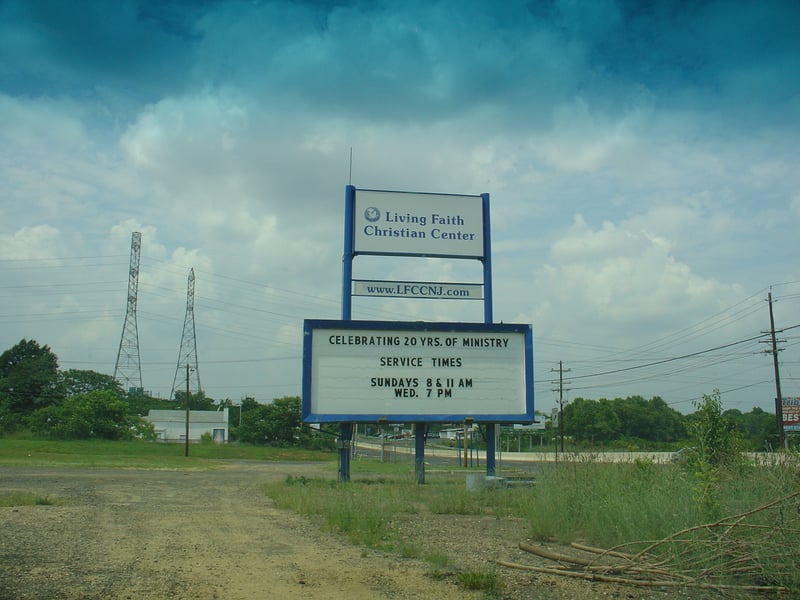 Living Faith
Christian Center
www.LFCCNJ.com
CELEBRATING 20 YRS. OF MINISTRY
SERVICE TIMES
SUNDAYS 8 & 11 AM
WED. 7 PM
BEST